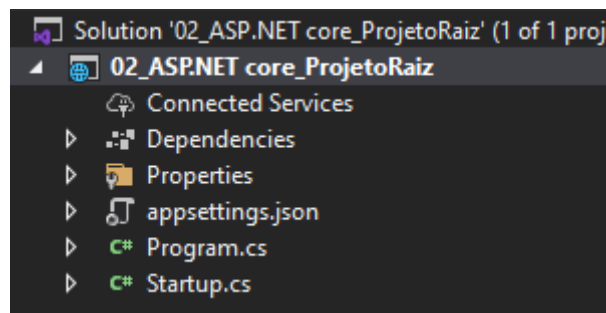 Solution '02_ASP.NET core_ProjetoRaiz' (1 of 1 proj
02_ASP.NET core_ProjetoRaiz
Connected Services
Dependencies
Properties
appsettings.json
C# Program.cs
C# Startup.cs